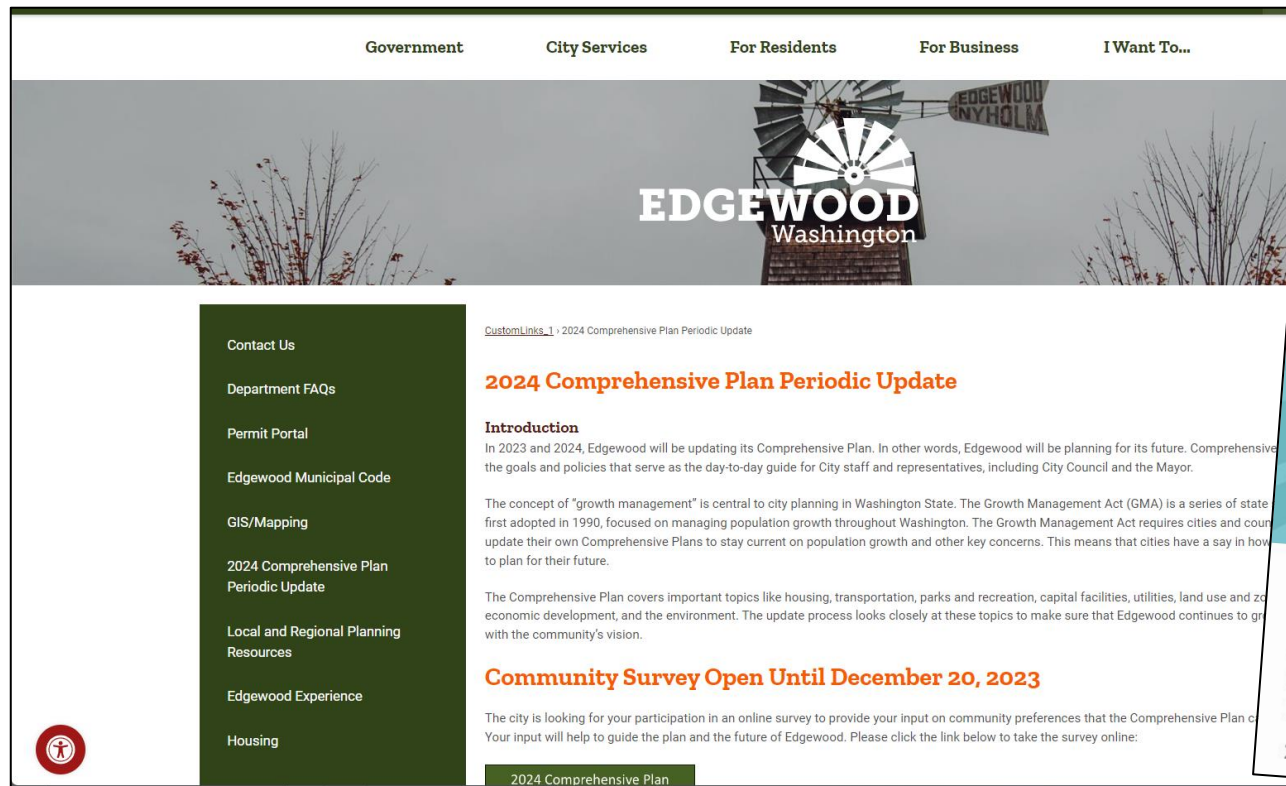 Government City Services For Residents For Business I Want To...
EDGEWOOD
NYHOLM
EDGEWOOD
Washington
Contact Us
Department FAQs
Permit Portal
Edgewood Municipal Code
GIS/Mapping
2024 Comprehensive Plan
Periodic Update
Local and Regional Planning
Resources
Edgewood Experience
Housing
CustomLinks_1 › 2024 Comprehensive Plan Periodic Update
2024 Comprehensive Plan Periodic Update
Introduction
In 2023 and 2024, Edgewood will be updating its Comprehensive Plan. In other words, Edgewood will be planning for its future. Comprehensive
the goals and policies that serve as the day-to-day guide for City staff and representatives, including City Council and the Mayor.
The concept of “growth management” is central to city planning in Washington State. The Growth Management Act (GMA) is a series of state
first adopted in 1990, focused on managing population growth throughout Washington. The Growth Management Act requires cities and coun
update their own Comprehensive Plans to stay current on population growth and other key concerns. This means that cities have a say in how
to plan for their future.
The Comprehensive Plan covers important topics like housing, transportation, parks and recreation, capital facilities, utilities, land use and zo
economic development, and the environment. The update process looks closely at these topics to make sure that Edgewood continues to gr
with the community’s vision.
Community Survey Open Until December 20, 2023
The city is looking for your participation in an online survey to provide your input on community preferences that the Comprehensive Plan c
Your input will help to guide the plan and the future of Edgewood. Please click the link below to take the survey online:
2024 Comprehensive Plan